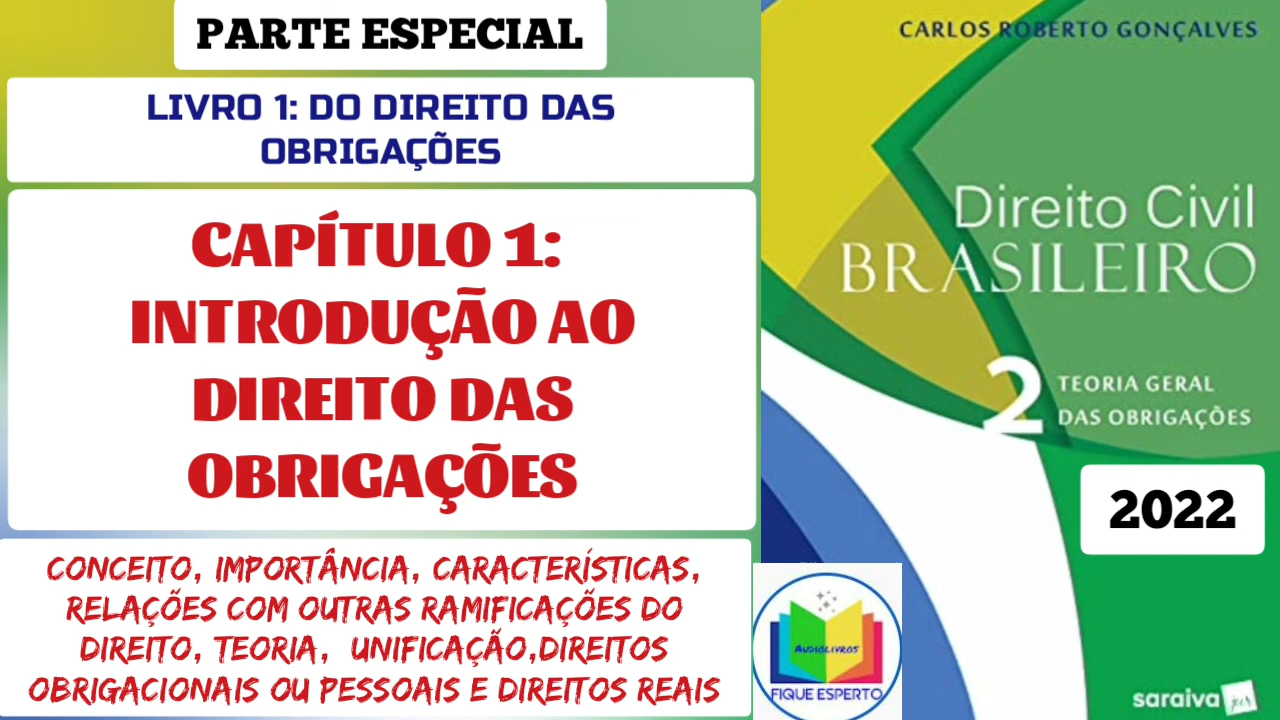 PARTE ESPECIAL
LIVRO 1: DO DIREITO DAS
OBRIGAÇÕES
CAPÍTULO 1:
INTRODUÇÃO AO
DIREITO DAS
OBRIGAÇÕES
CONCEITO, IMPORTÂNCIA, CARACTERÍSTICAS,
RELAÇÕES COM OUTRAS RAMIFICAÇÕES DO
DIREITO, TEORIA, UNIFICAÇÃO,DIREITOS
OBRIGACIONAIS OU PESSOAIS E DIREITOS REAIS
CARLOS ROBERTO GONÇALVES
Direito Civil
BRASILEIRO
2 TEORIA GERAL
DAS OBRIGAÇÕES
2022
AUDIOLIVROS
FIQUE ESPERTO
saraiva jur